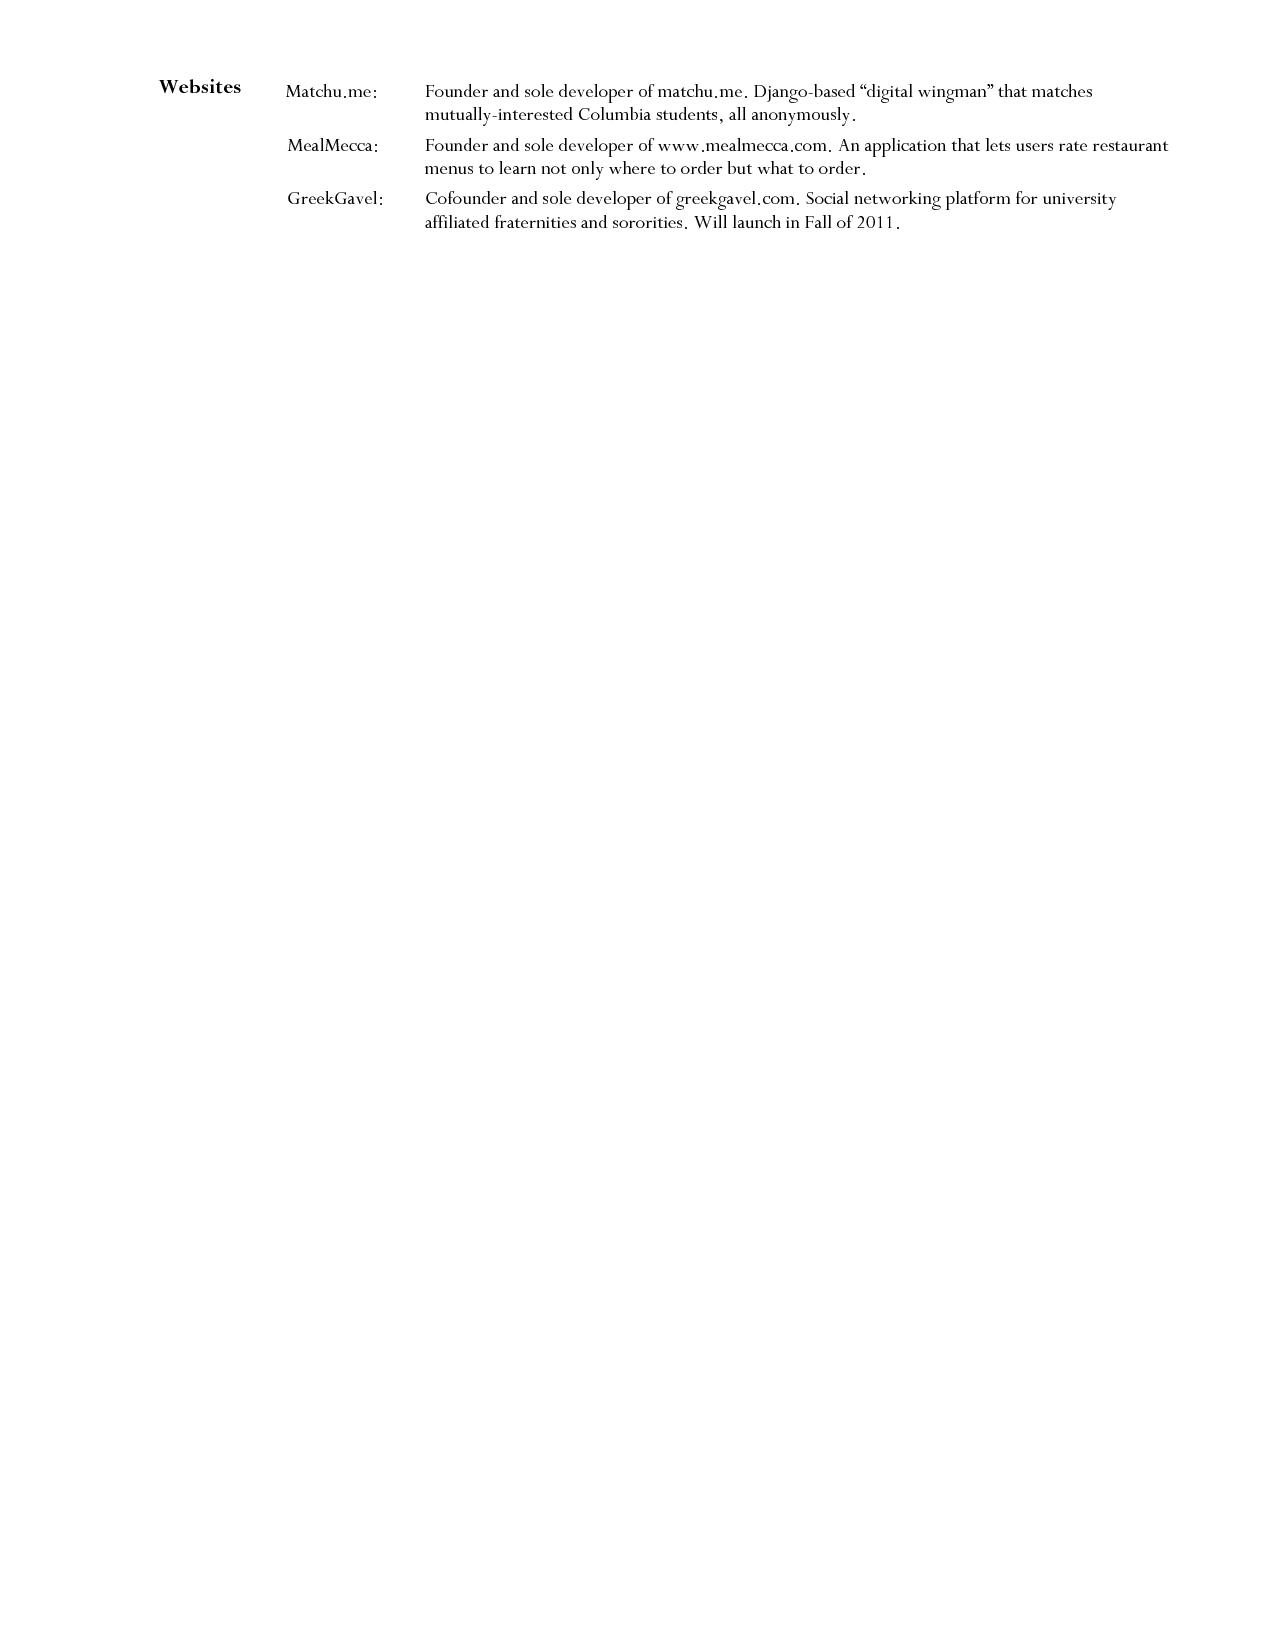 Websites Matchu.me: Founder and sole developer of matchu.me. Django-based “digital wingman” that matches
mutually-interested Columbia students, all anonymously.
MealMecca: Founder and sole developer of www.mealmecca.com. An application that lets users rate restaurant
menus to learn not only where to order but what to order.
GreekGavel: Cofounder and sole developer of greekgavel.com. Social networking platform for university
affiliated fraternities and sororities. Will launch in Fall of 2011.